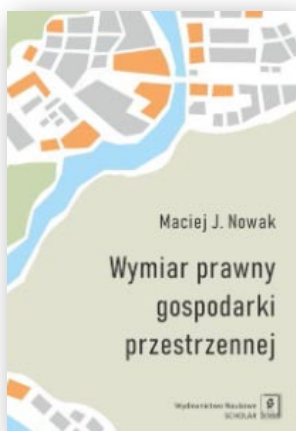 Maciej J. Nowak
Wymiar prawny
gospodarki
przestrzennej
Wydawnictwo Naukowe
SCHOLAR